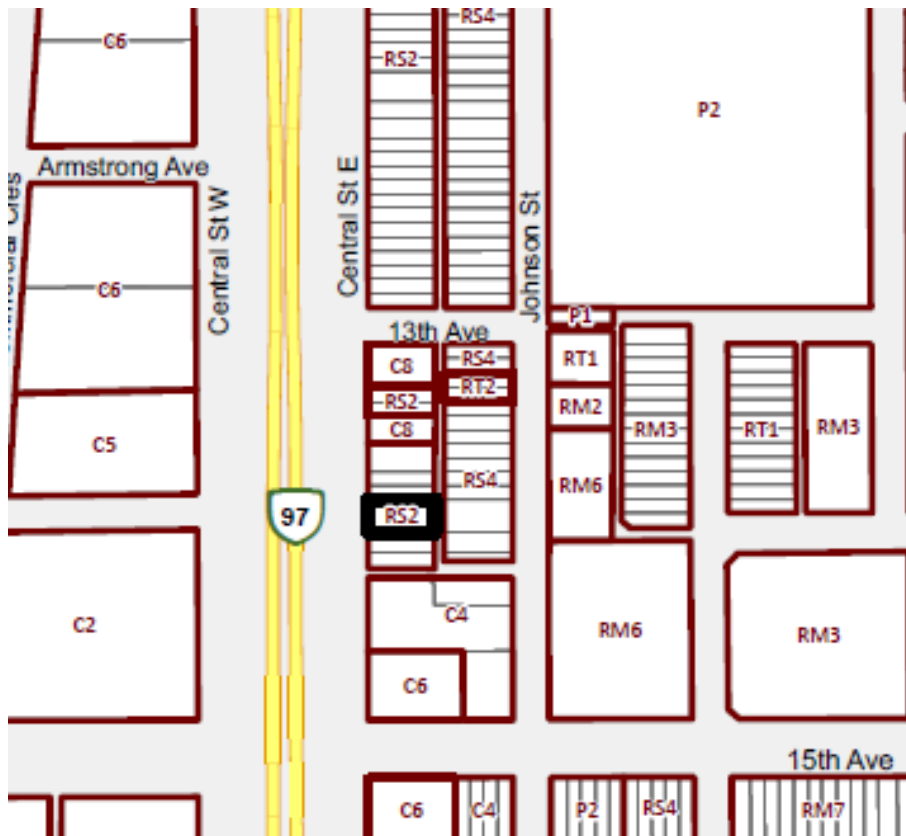 C6
RS2
RS4
P2
Armstrong Ave
Central St W
Central St E
Johnson St
C6
P1
13th Ave
C8
RS4
RT1
RS2
RT2
RM2
C8
RM3
RT1
RM3
C5
RS4
RM6
97
RS2
C2
C4
RM6
RM3
C6
15th Ave
C6
C4
P2
RS4
RM7